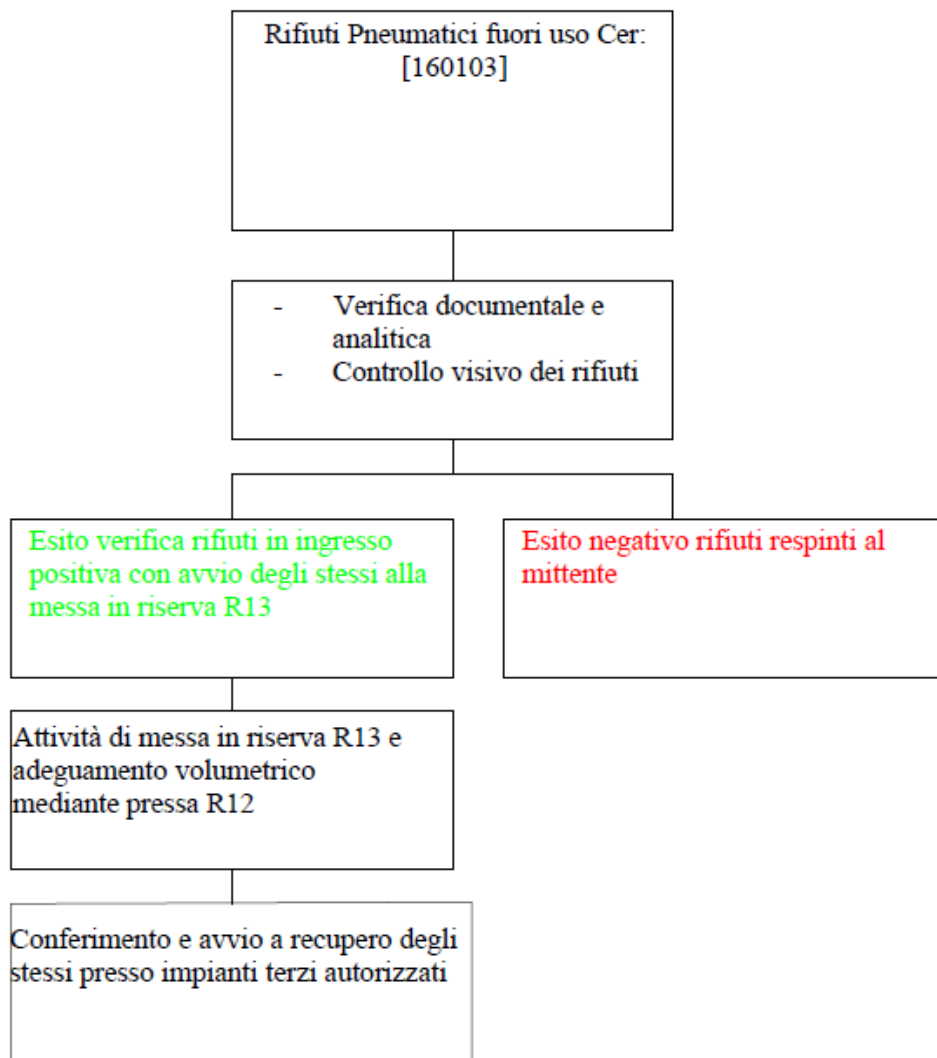 Rifiuti Pneumatici fuori uso Cer:
[160103]
- Verifica documentale e
analitica
- Controllo visivo dei rifiuti
Esito verifica rifiuti in ingresso
positiva con avvio degli stessi alla
messa in riserva R13
Esito negativo rifiuti respinti al
mittente
Attività di messa in riserva R13 e
adeguamento volumetrico
mediante pressa R12
Conferimento e avvio a recupero degli
stessi presso impianti terzi autorizzati